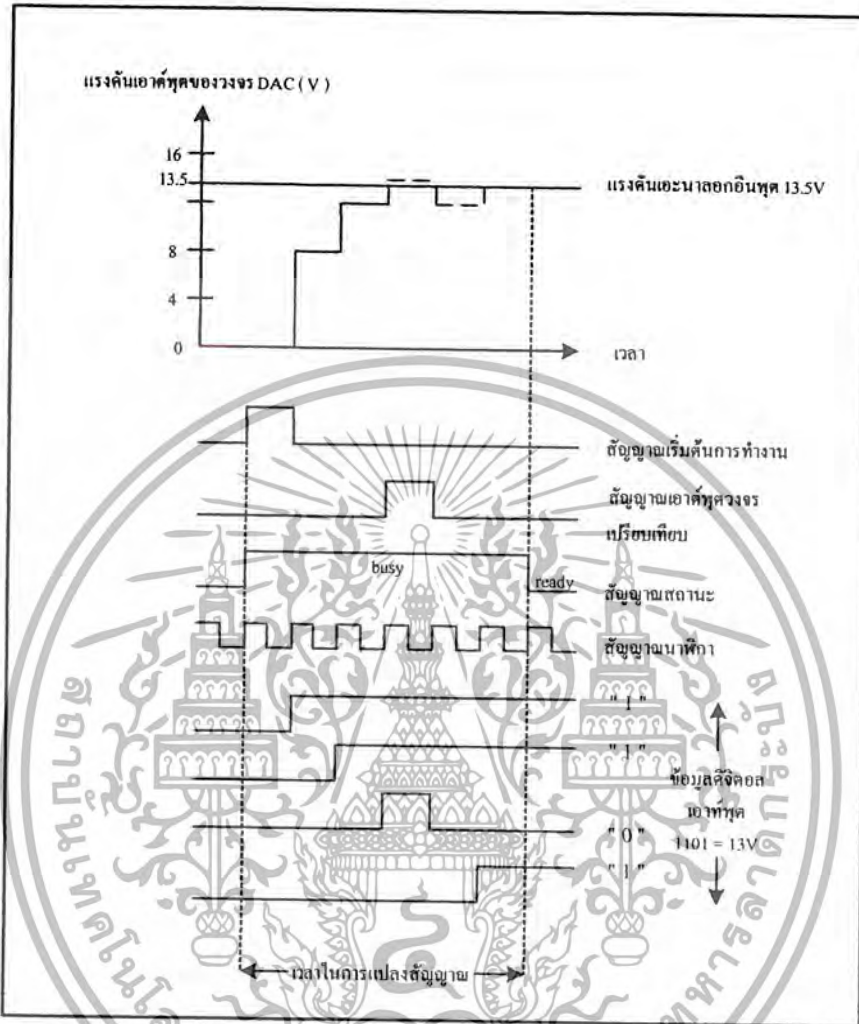 แรงดันเอาต์พุตของวงจร DAC ( V )
16
13.5
แรงดันเอะนาลอกอินพุต 13.5V
8
4
0
เวลา
สัญญาณเริ่มต้นการทำงาน
สัญญาณเอาต์พุตวงจร
เปรียบเทียบ
busy
ready
สัญญาณสถานะ
สัญญาณนาฬิกา
" 1 "
" 1 "
ข้อมูลดิจิตอล
เอาท์พุต
" 0 "
1101 = 13V
" 1 "
เวลาในการแปลงสัญญาณ